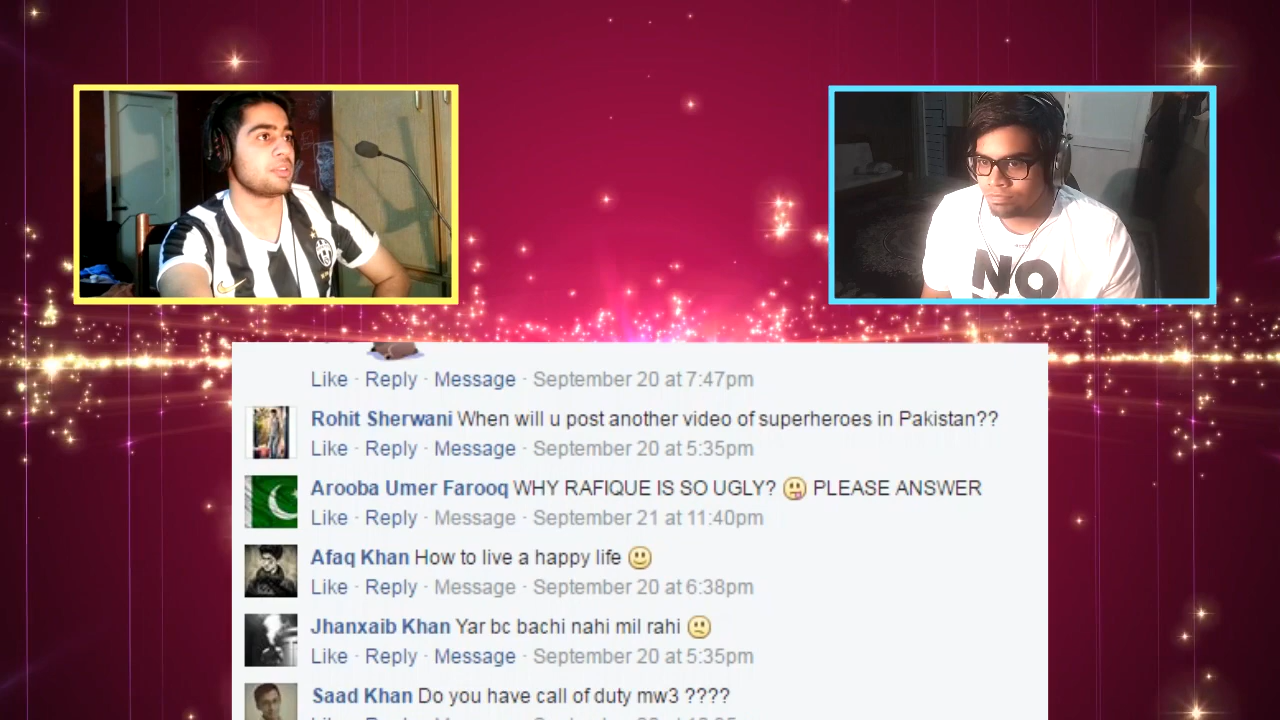 NO
Like · Reply · Message · September 20 at 7:47pm
Rohit Sherwani When will u post another video of superheroes in Pakistan??
Like · Reply · Message · September 20 at 5:35pm
Arooba Umer Farooq WHY RAFIQUE IS SO UGLY? 😜 PLEASE ANSWER
Like · Reply · Message · September 21 at 11:40pm
Afaq Khan How to live a happy life 🙂
Like · Reply · Message · September 20 at 6:38pm
Jhanxaib Khan Yar bc bachi nahi mil rahi 😕
Like · Reply · Message · September 20 at 5:35pm
Saad Khan Do you have call of duty mw3 ????